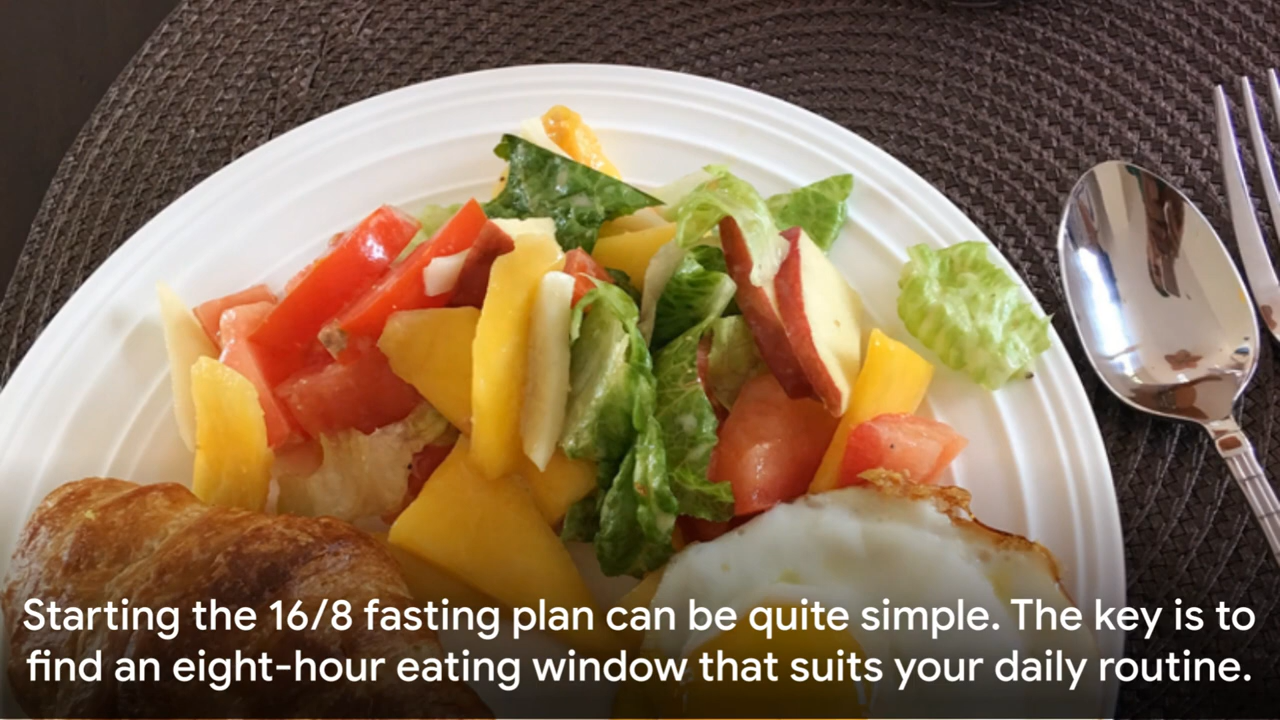 Starting the 16/8 fasting plan can be quite simple. The key is to
find an eight-hour eating window that suits your daily routine.